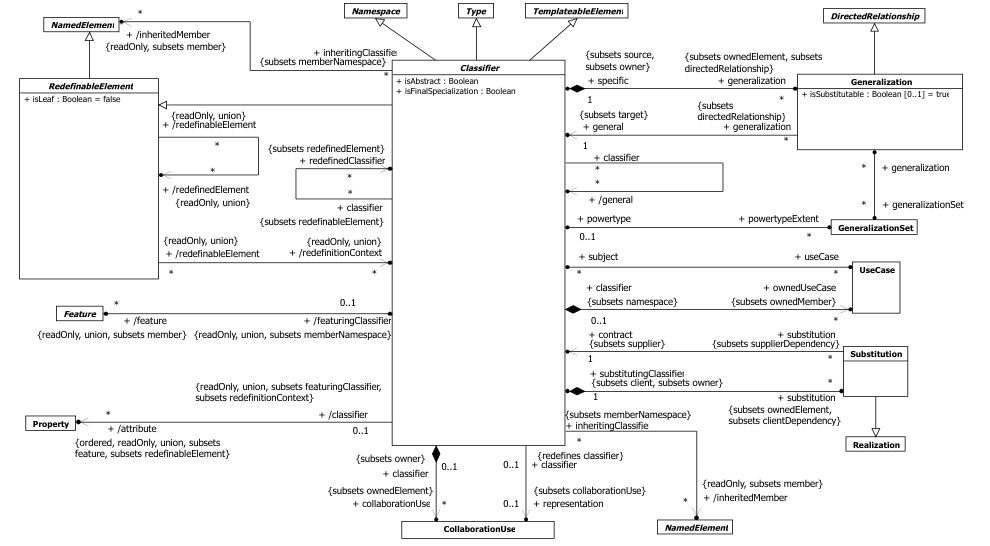 Namespace
Type
TemplateableElement
DirectedRelationship
NamedElement
*
+ /inheritedMember
{readOnly, subsets member}
+ inheritingClassifier
{subsets memberNamespace}
*
Classifier
+ isAbstract : Boolean
+ isFinalSpecialization : Boolean
{subsets source,
subsets owner}
+ specific
1
{subsets ownedElement, subsets
directedRelationship}
+ generalization
*
Generalization
+ isSubstitutable : Boolean [0..1] = true
RedefinableElement
+ isLeaf : Boolean = false
{readOnly, union}
+ /redefinableElement
*
*
+ /redefinedElement
{readOnly, union}
{subsets target}
+ general
1
{subsets
directedRelationship}
+ generalization
*
{subsets redefinedElement}
+ redefinedClassifier
*
*
+ classifier
{subsets redefinableElement}
+ classifier
*
*
+ /general
*
+ generalization
*
+ generalizationSet
GeneralizationSet
+ powertype
0..1
+ powertypeExtent
*
{readOnly, union}
+ /redefinableElement
*
{readOnly, union}
+ /redefinitionContext
*
+ subject
*
+ useCase
*
UseCase
+ classifier
{subsets namespace}
0..1
+ ownedUseCase
{subsets ownedMember}
*
Feature
*
+ /feature
{readOnly, union, subsets member}
0..1
+ /featuringClassifier
{readOnly, union, subsets memberNamespace}
+ contract
{subsets supplier}
1
+ substitution
{subsets supplierDependency}
*
Substitution
+ substitutingClassifier
{subsets client, subsets owner}
1
*
+ substitution
{subsets ownedElement,
subsets clientDependency}
Realization
{readOnly, union, subsets featuringClassifier,
subsets redefinitionContext}
Property
*
+ /attribute
{ordered, readOnly, union, subsets
feature, subsets redefinableElement}
+ /classifier
0..1
{subsets memberNamespace}
+ inheritingClassifie
*
{subsets owner}
+ classifier
0..1
{subsets ownedElement}
+ collaborationUse
*
0..1
{redefines classifier}
+ classifier
0..1
{subsets collaborationUse}
+ representation
CollaborationUse
{readOnly, subsets member}
+ /inheritedMember
*
NamedElement